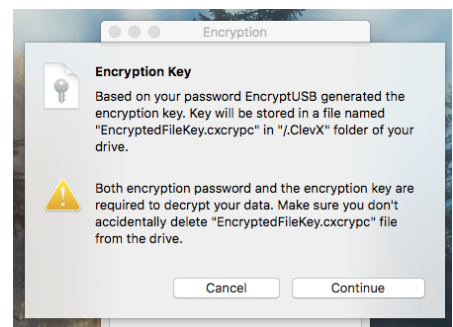 Encryption
Encryption Key
Based on your password EncryptUSB generated the
encryption key. Key will be stored in a file named
"EncryptedFileKey.cxcrypc" in "/.ClevX" folder of your
drive.
Both encryption password and the encryption key are
required to decrypt your data. Make sure you don't
accidentally delete "EncryptedFileKey.cxcrypc" file
from the drive.
Cancel Continue